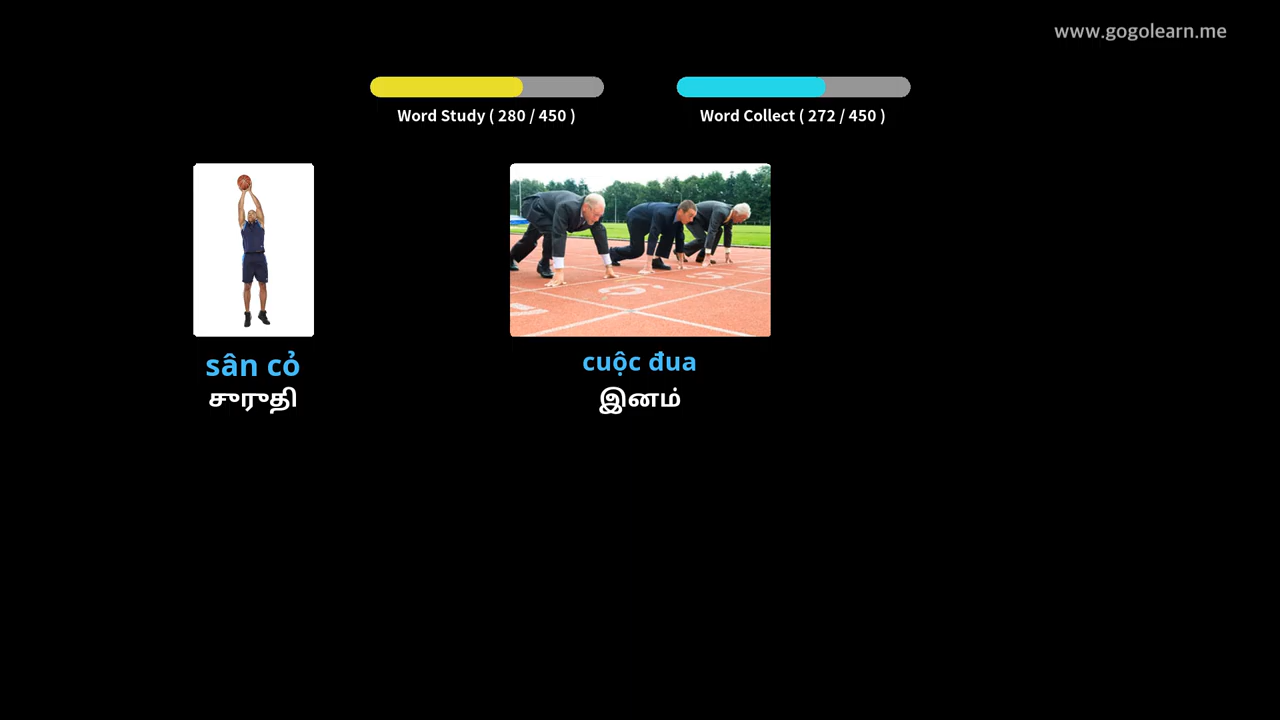 www.gogolearn.me
Word Study ( 280 / 450 )
Word Collect ( 272 / 450 )
sân cỏ
சுருதி
cuộc đua
இனம்